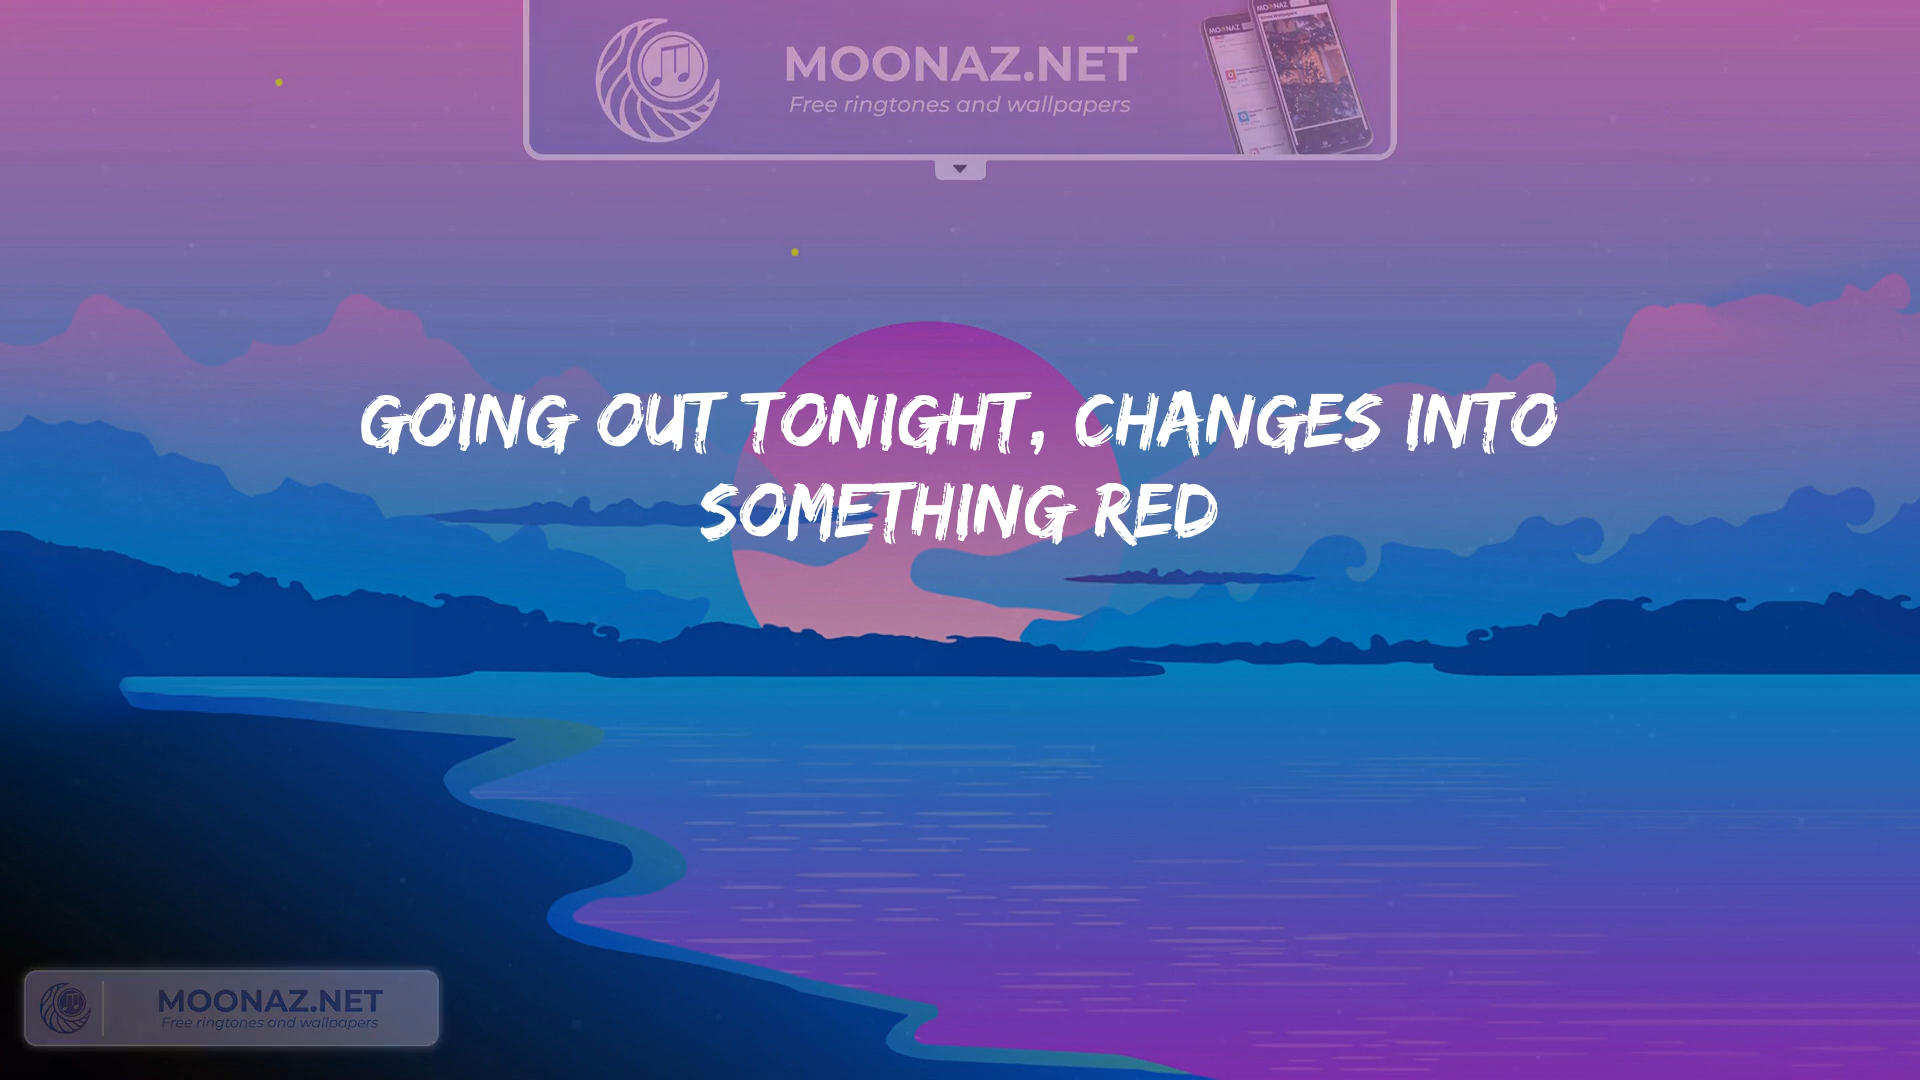 MOONAZ.NET
Free ringtones and wallpapers
GOING OUT TONIGHT, CHANGES INTO
SOMETHING RED
MOONAZ.NET
Free ringtones and wallpapers